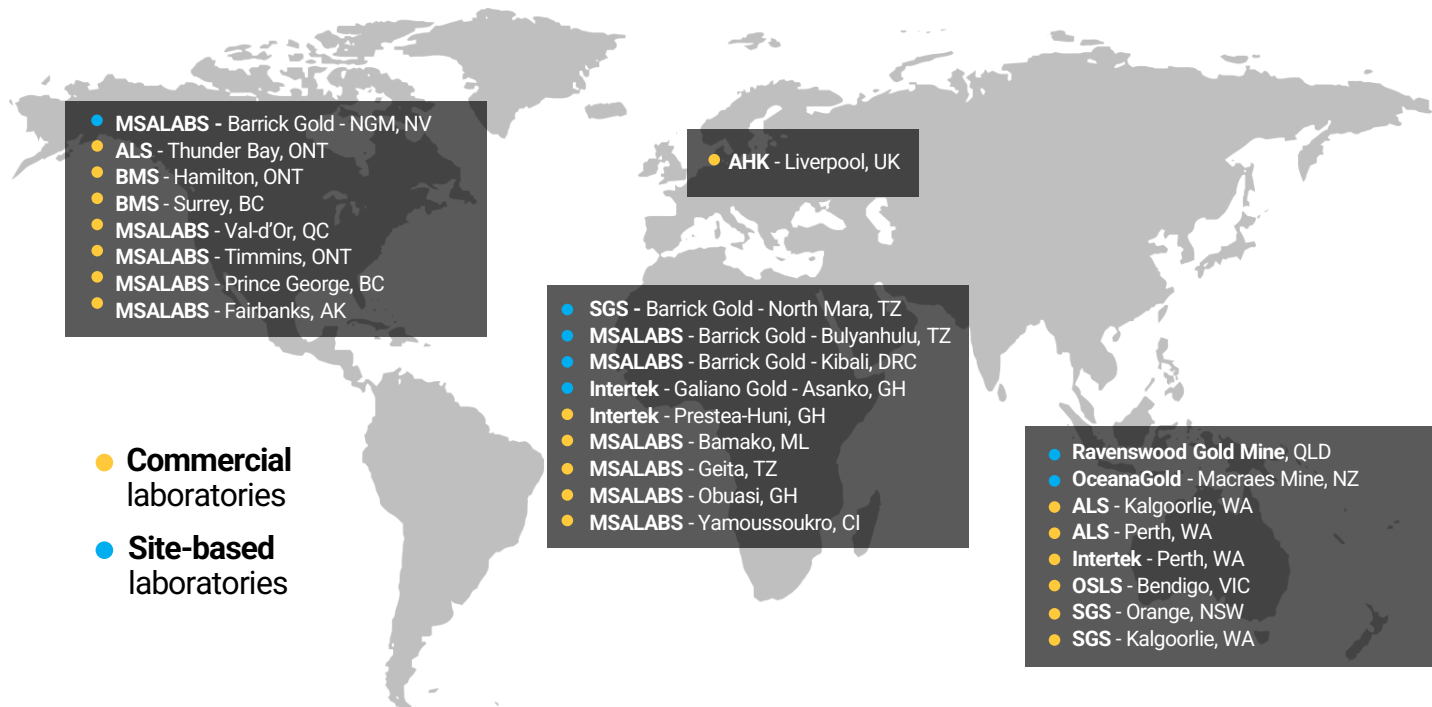 MSALABS - Barrick Gold - NGM, NV
ALS - Thunder Bay, ONT
BMS - Hamilton, ONT
BMS - Surrey, BC
MSALABS - Val-d’Or, QC
MSALABS - Timmins, ONT
MSALABS - Prince George, BC
MSALABS - Fairbanks, AK
AHK - Liverpool, UK
SGS - Barrick Gold - North Mara, TZ
MSALABS - Barrick Gold - Bulyanhulu, TZ
MSALABS - Barrick Gold - Kibali, DRC
Intertek - Galiano Gold - Asanko, GH
Intertek - Prestea-Huni, GH
MSALABS - Bamako, ML
MSALABS - Geita, TZ
MSALABS - Obuasi, GH
MSALABS - Yamoussoukro, CI
Ravenswood Gold Mine, QLD
OceanaGold - Macraes Mine, NZ
ALS - Kalgoorlie, WA
ALS - Perth, WA
Intertek - Perth, WA
OSLS - Bendigo, VIC
SGS - Orange, NSW
SGS - Kalgoorlie, WA
Commercial
laboratories
Site-based
laboratories